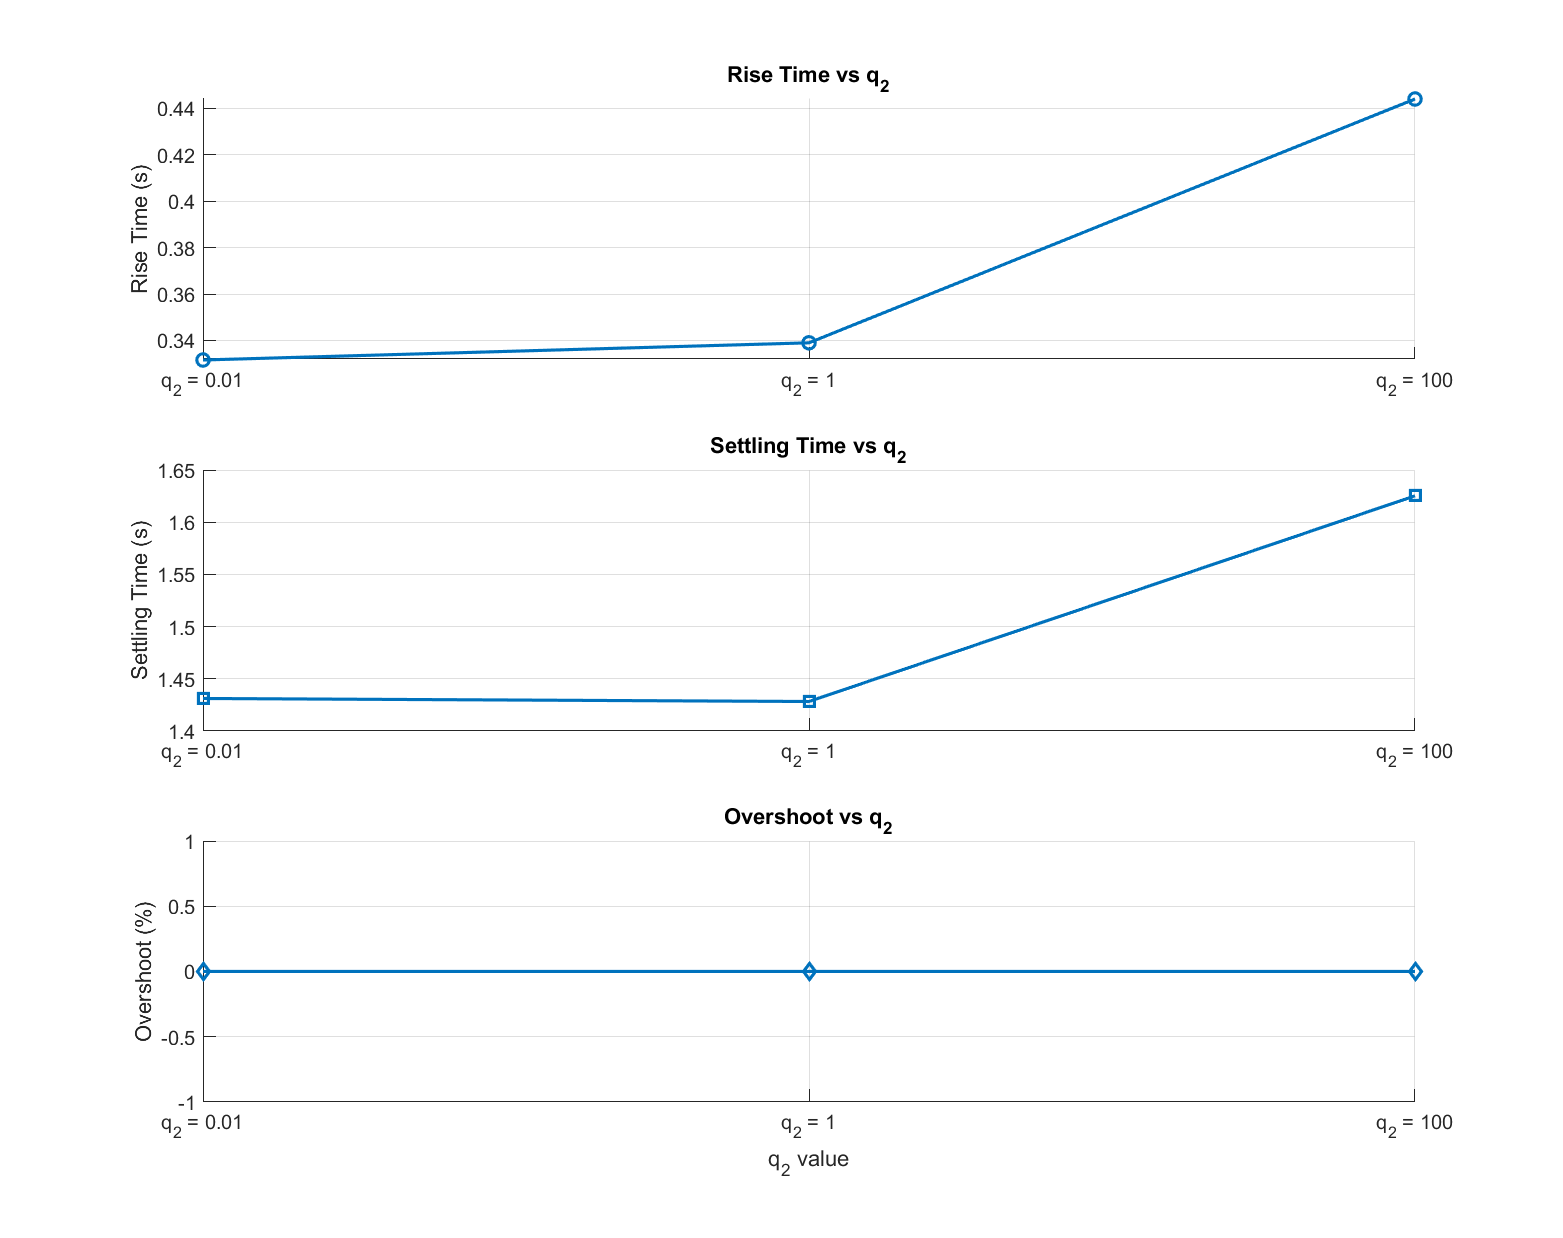 Rise Time vs q2
Rise Time (s)
0.44
0.42
0.4
0.38
0.36
0.34
q2 = 0.01 q2 = 1 q2 = 100
Settling Time vs q2
Settling Time (s)
1.65
1.6
1.55
1.5
1.45
1.4
q2 = 0.01 q2 = 1 q2 = 100
Overshoot vs q2
Overshoot (%)
1
0.5
0
-0.5
-1
q2 = 0.01 q2 = 1 q2 = 100
q2 value